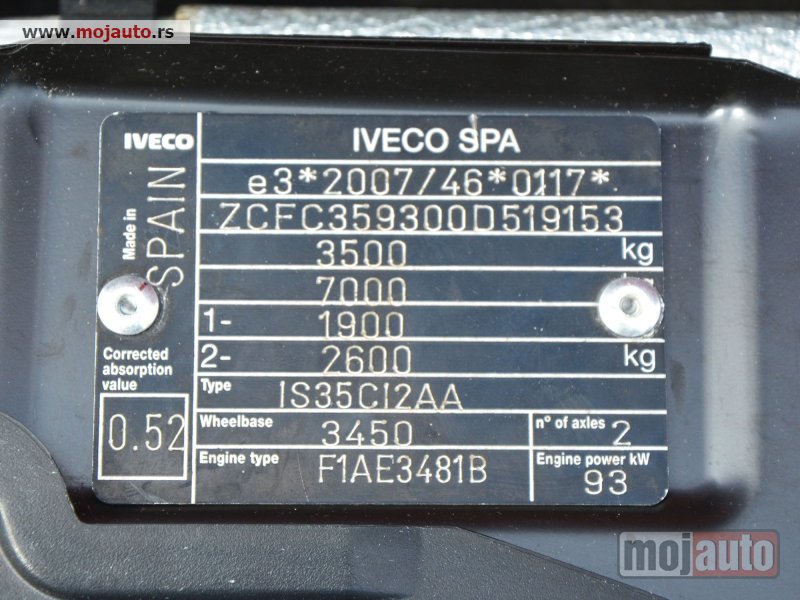 www.mojauto.rs
IVECO
IVECO SPA
Made in SPAIN
e3*2007/46*0117*
ZCFC359300D519153
3500 kg
7000
1- 1900
2- 2600 kg
Corrected
absorption
value
0.52
Type IS35CI2AA
Wheelbase 3450
n° of axles 2
Engine type F1AE3481B
Engine power kW
93
mojauto